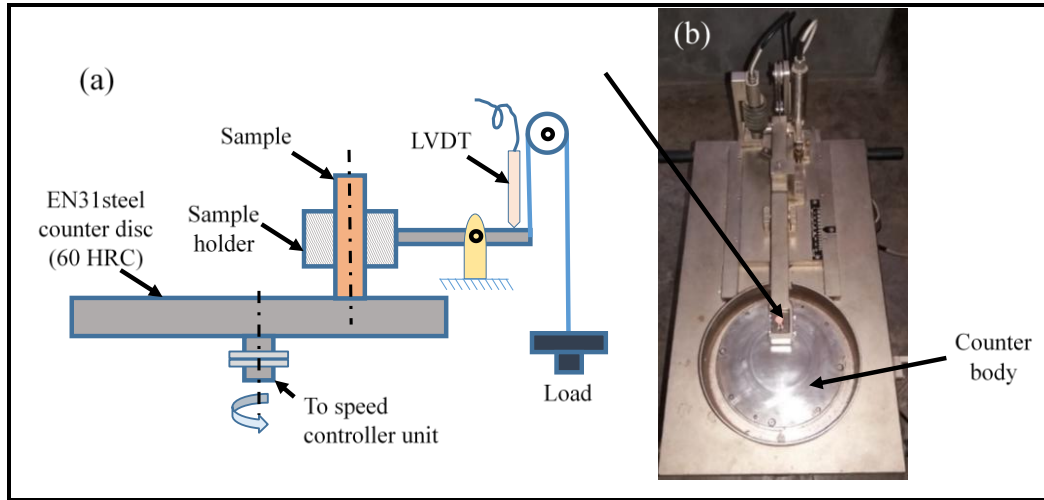 (a)
(b)
Sample
LVDT
EN31steel
counter disc
(60 HRC)
Sample
holder
Load
To speed
controller unit
Counter
body